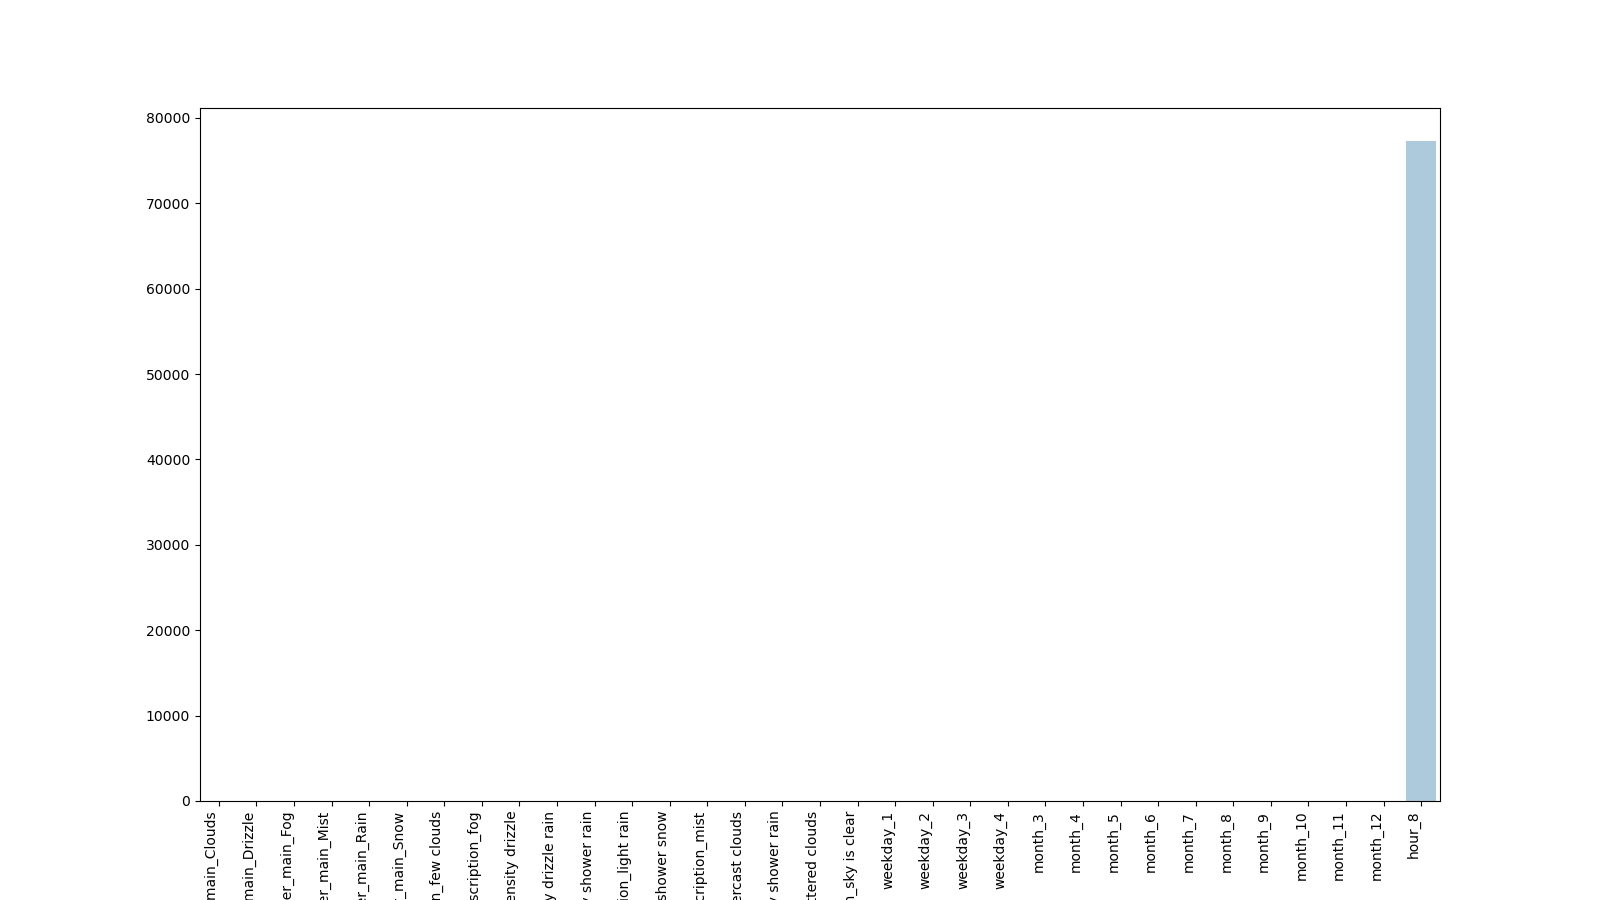 80000
70000
60000
50000
40000
30000
20000
10000
0
main_Clouds
main_Drizzle
er_main_Fog
er_main_Mist
er_main_Rain
r_main_Snow
n_few clouds
scription_fog
ensity drizzle
y drizzle rain
y shower rain
ion_light rain
shower snow
cription_mist
ercast clouds
y shower rain
ttered clouds
n_sky is clear
weekday_1
weekday_2
weekday_3
weekday_4
month_3
month_4
month_5
month_6
month_7
month_8
month_9
month_10
month_11
month_12
hour_8